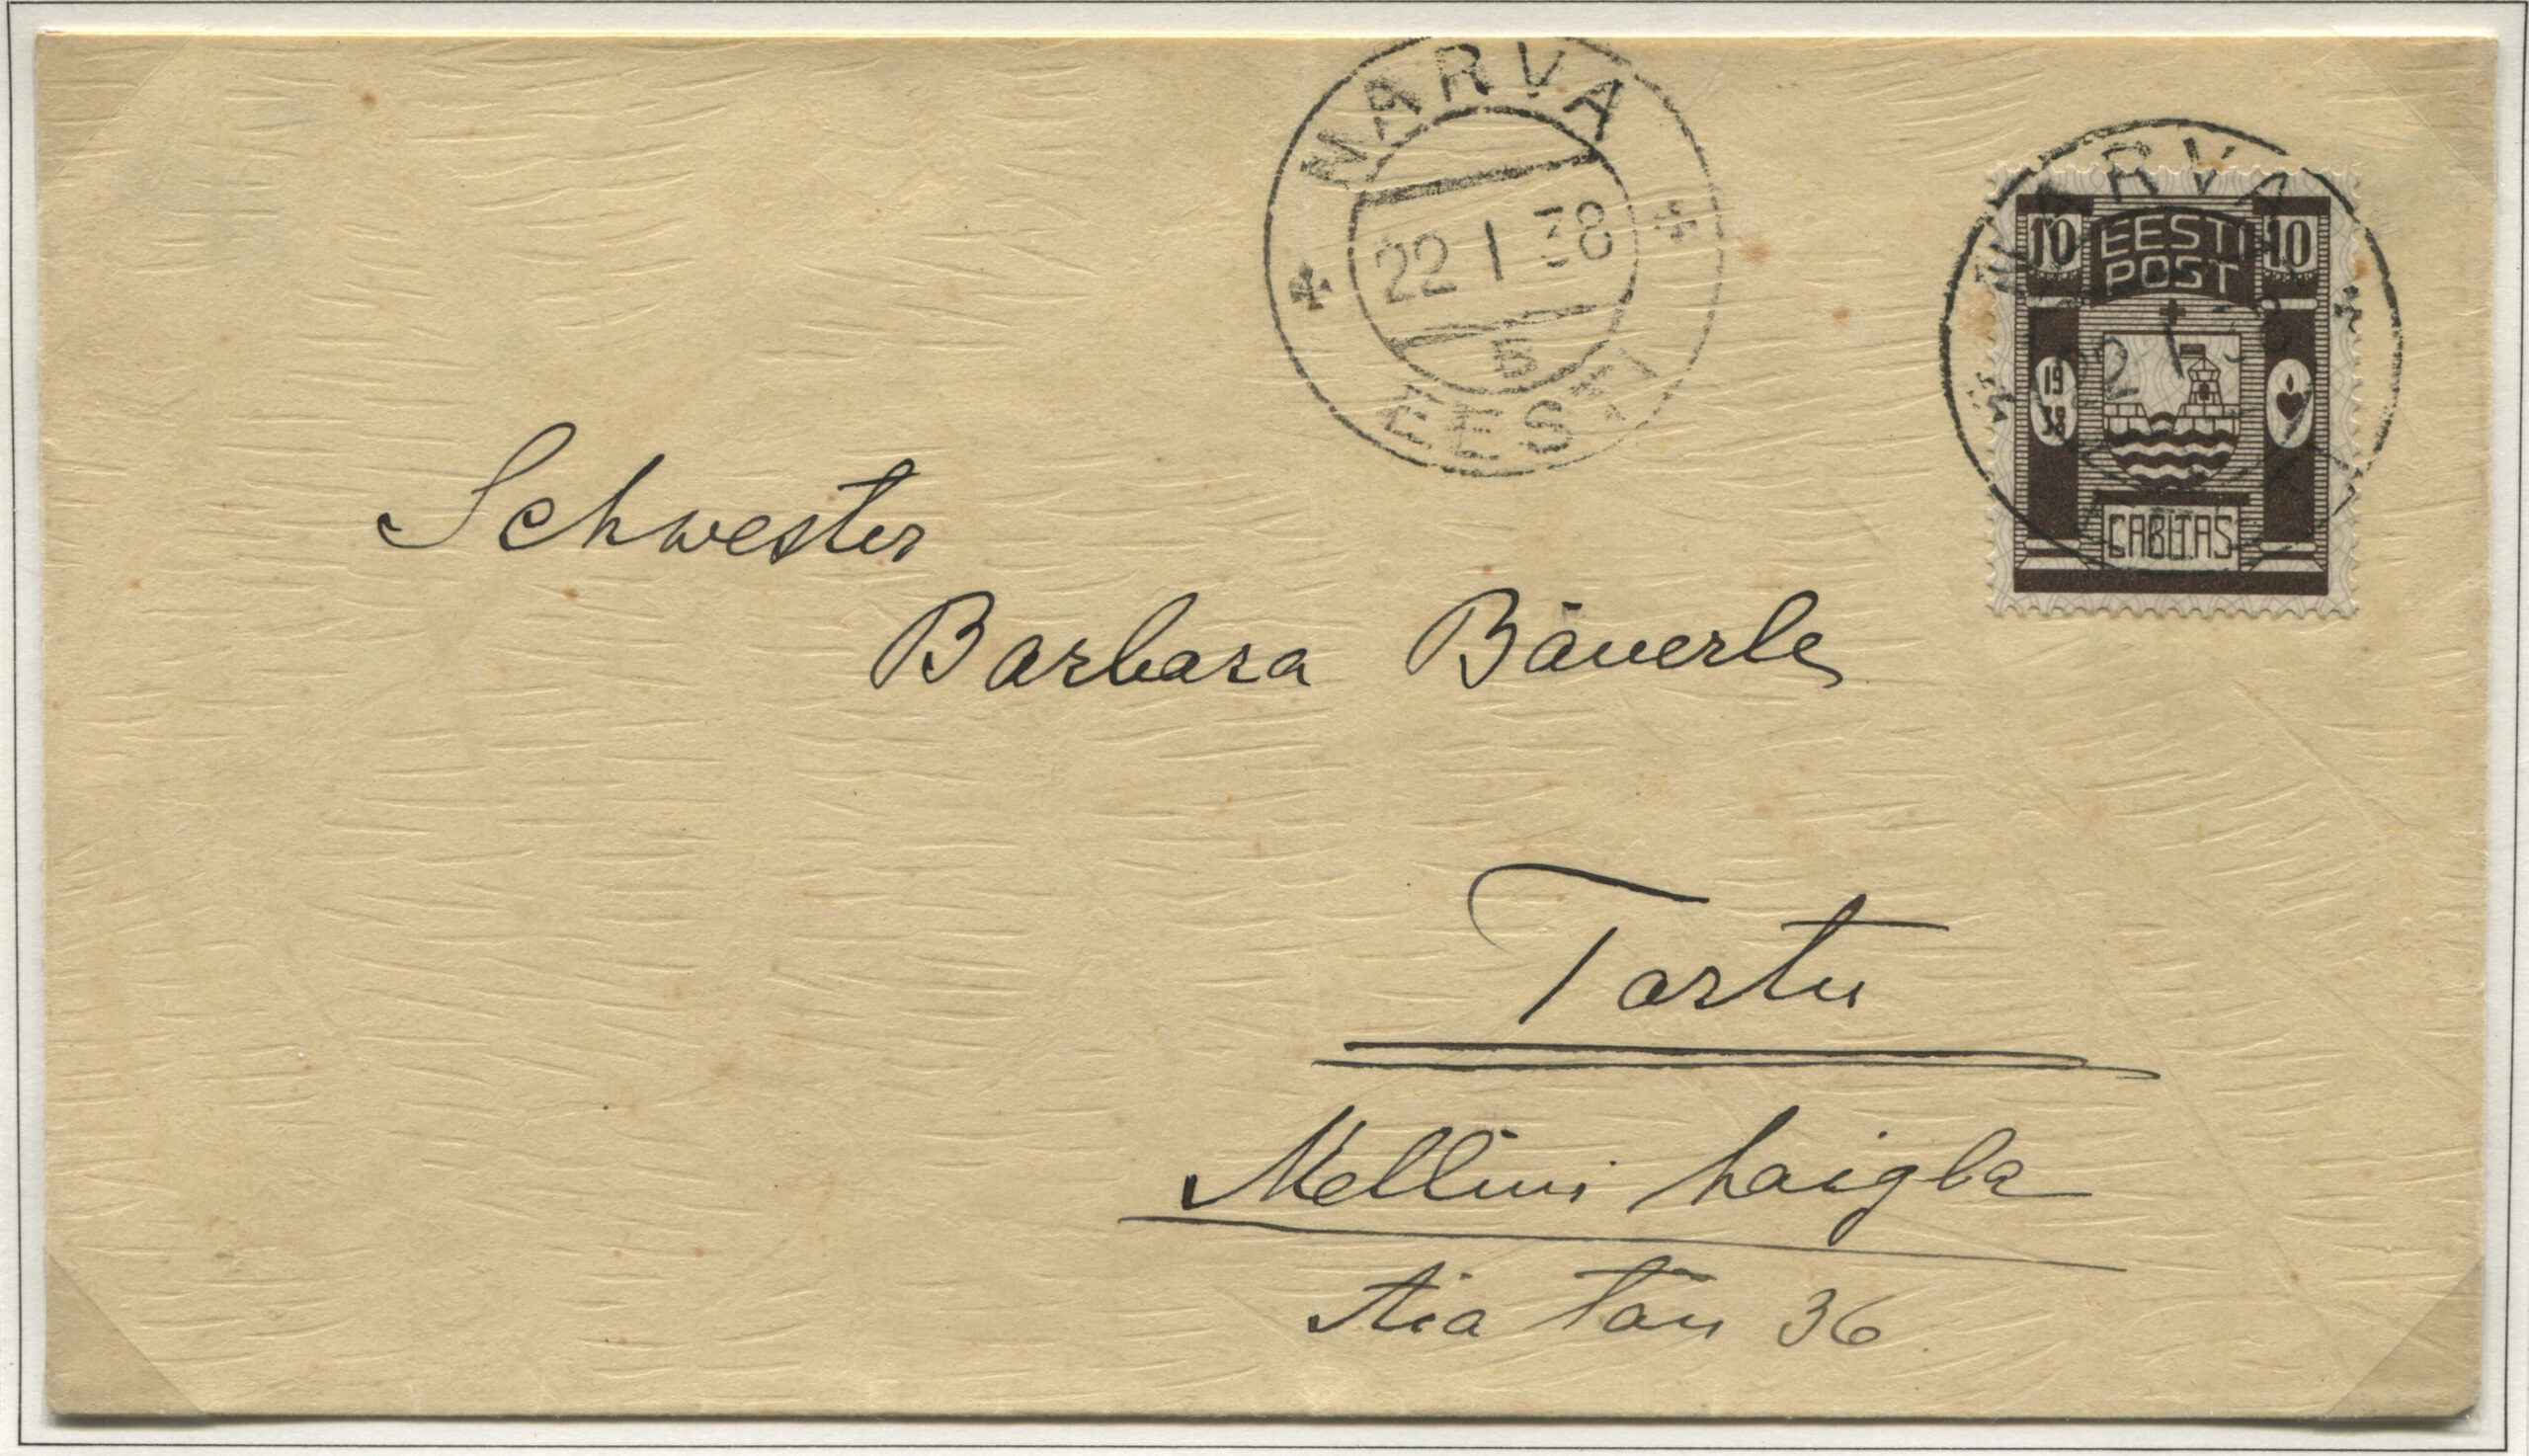 NARVA
22 I 38
B
EESTI
NARVA
10 EESTI 10
POST
19
38
CARITAS
Schwester
Barbara Bäuerle
Tartu
Mellini haigla
Aia tän 36